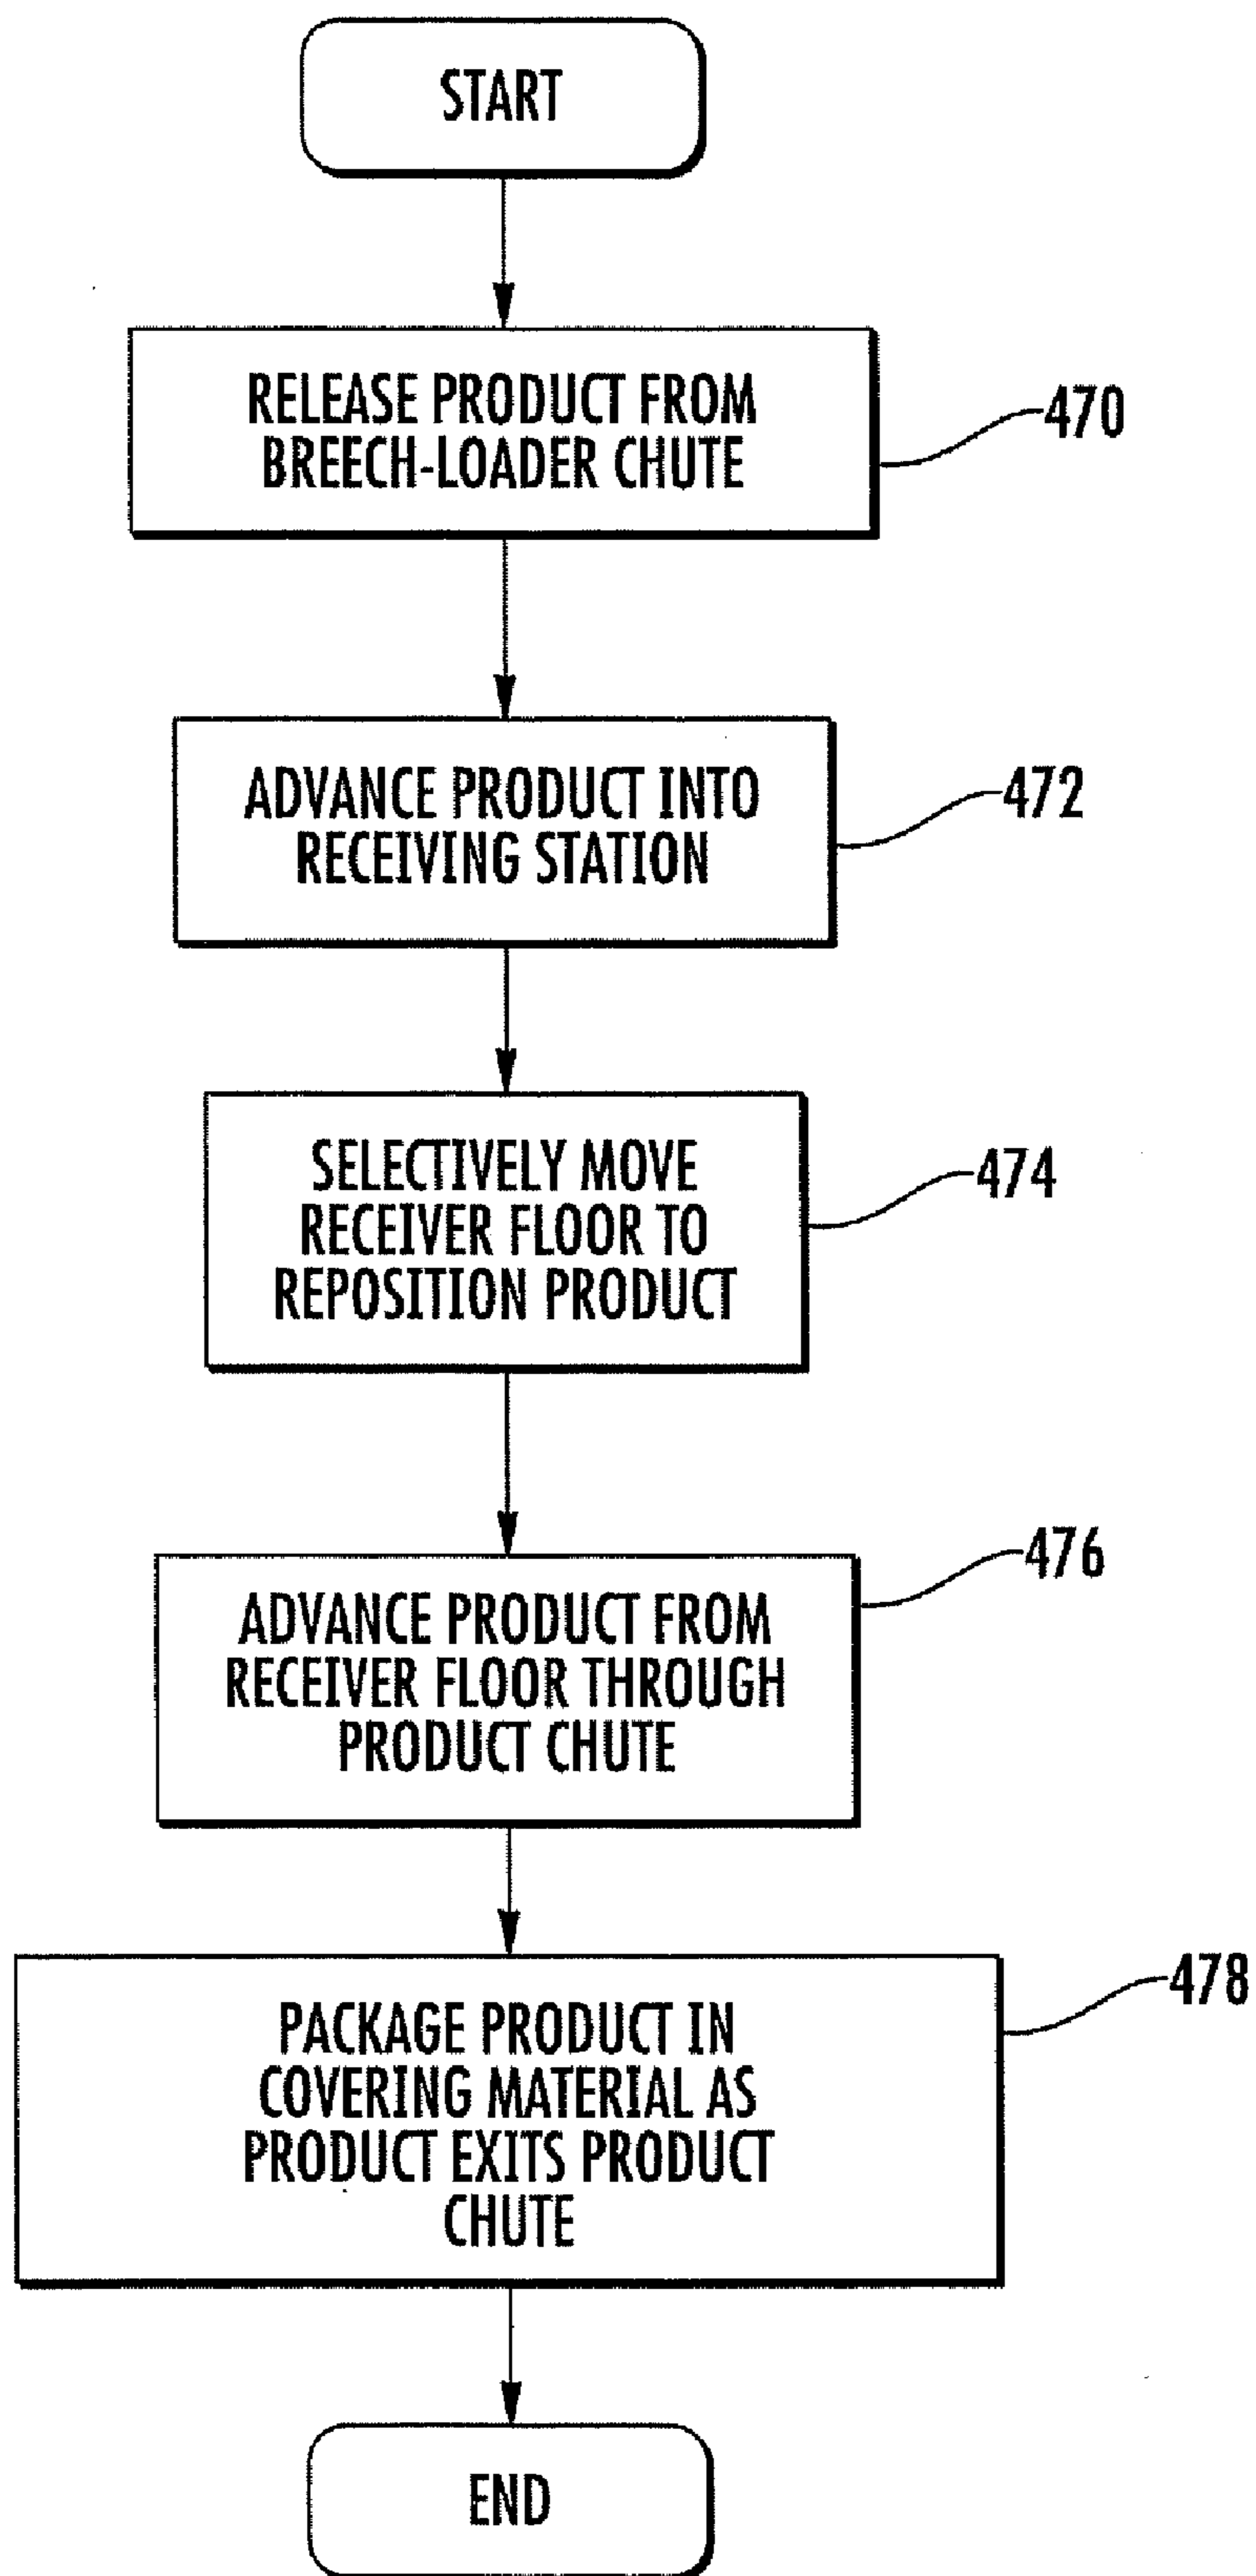 START
RELEASE PRODUCT FROM
BREECH-LOADER CHUTE
470
ADVANCE PRODUCT INTO
RECEIVING STATION
472
SELECTIVELY MOVE
RECEIVER FLOOR TO
REPOSITION PRODUCT
474
ADVANCE PRODUCT FROM
RECEIVER FLOOR THROUGH
PRODUCT CHUTE
476
PACKAGE PRODUCT IN
COVERING MATERIAL AS
PRODUCT EXITS PRODUCT
CHUTE
478
END